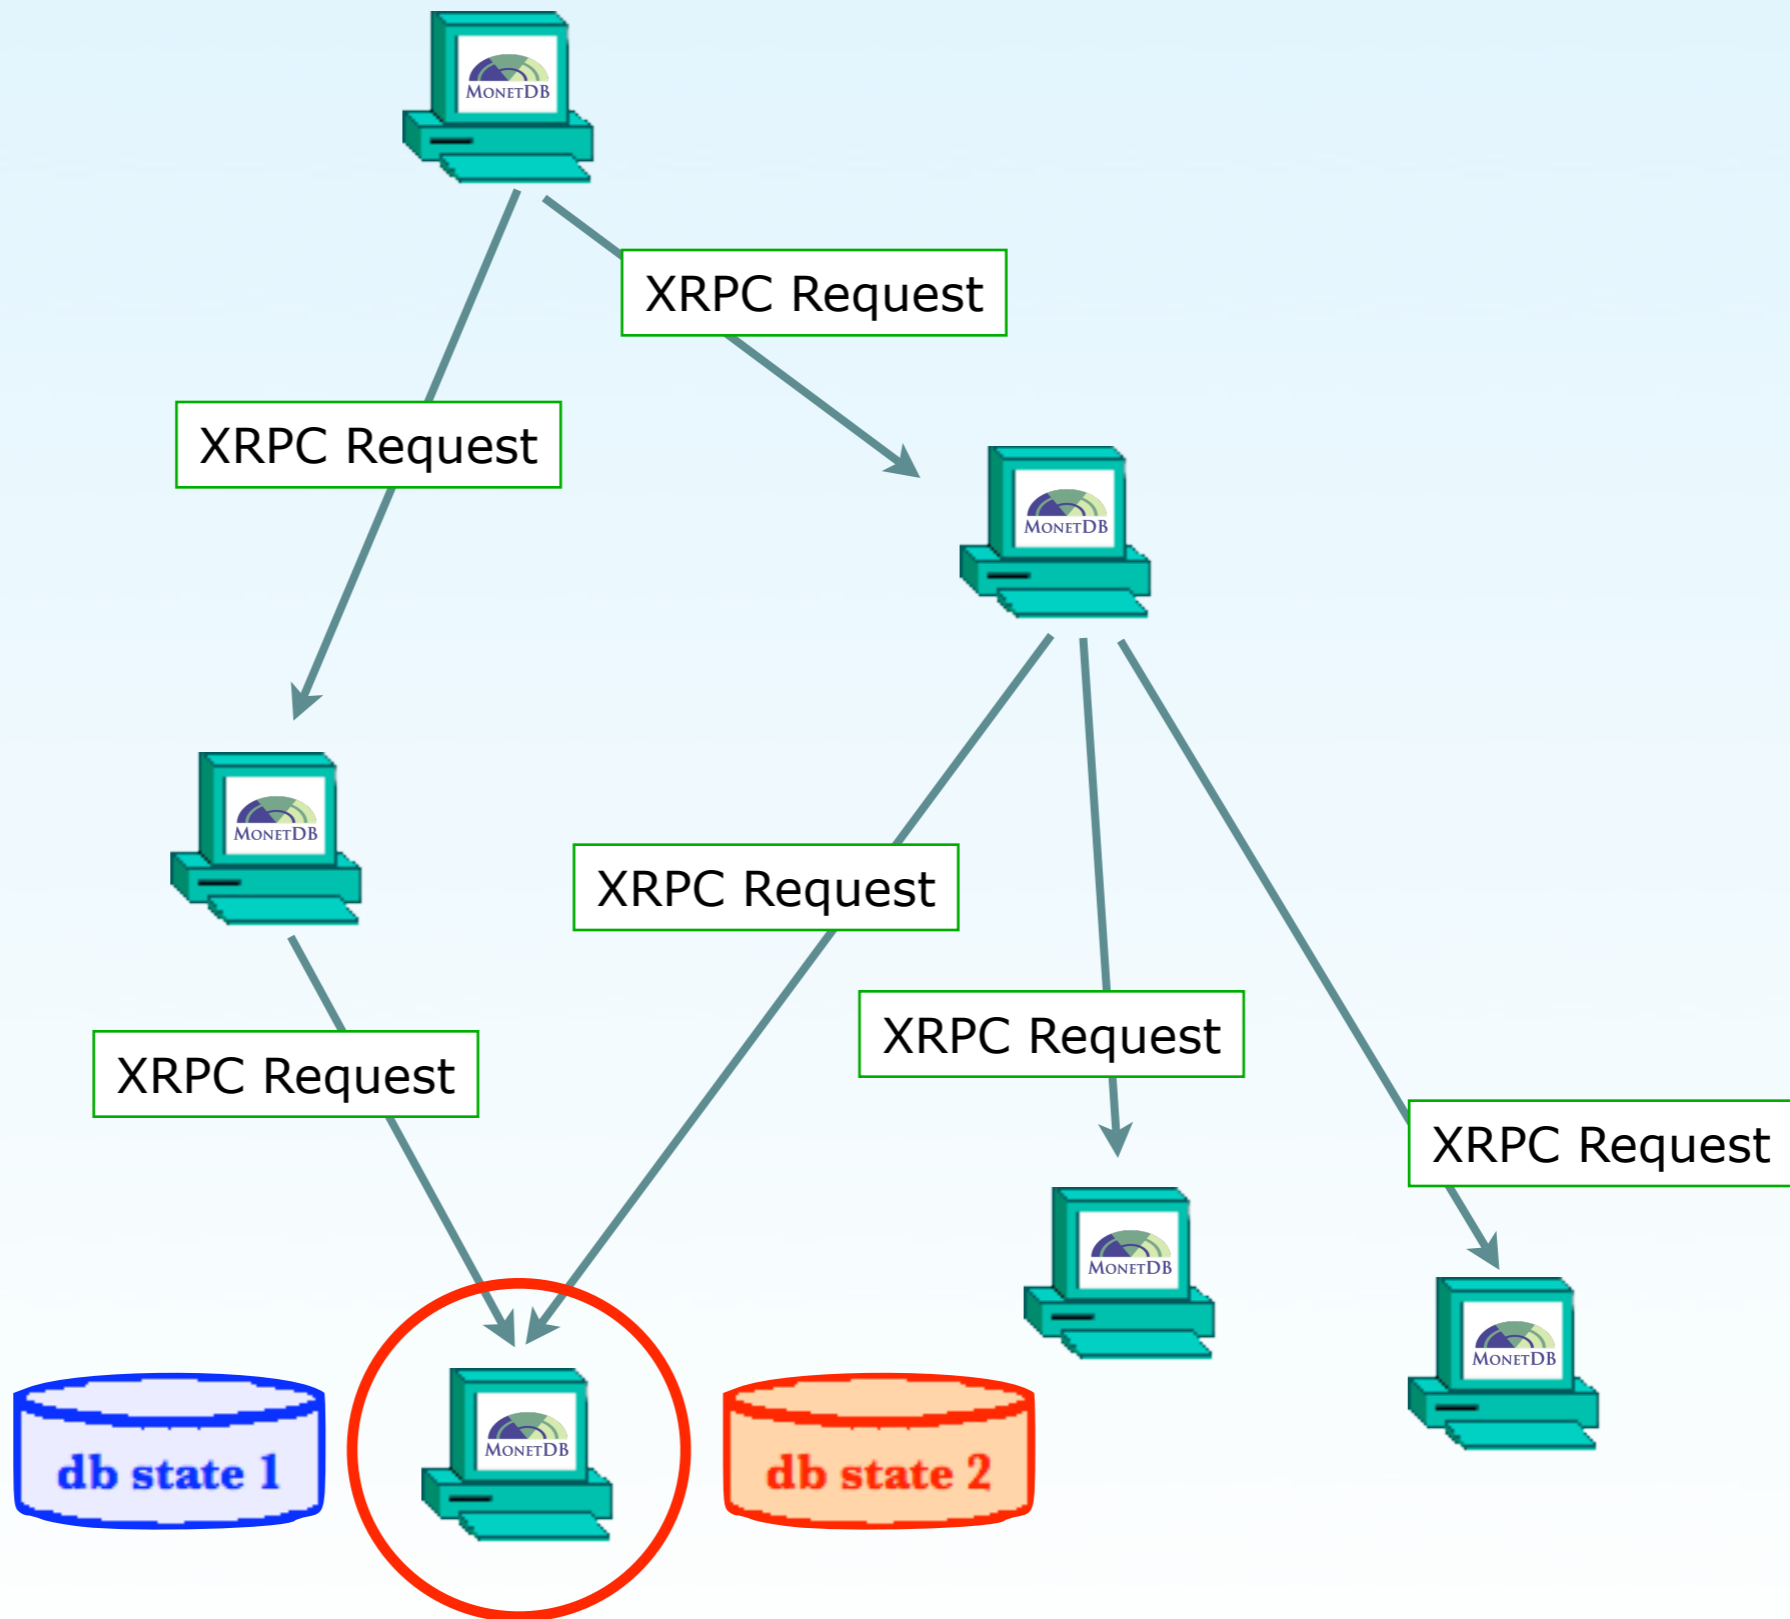 MONETDB
XRPC Request
XRPC Request
MONETDB
MONETDB
XRPC Request
XRPC Request
XRPC Request
XRPC Request
MONETDB
MONETDB
MONETDB
db state 1
db state 2